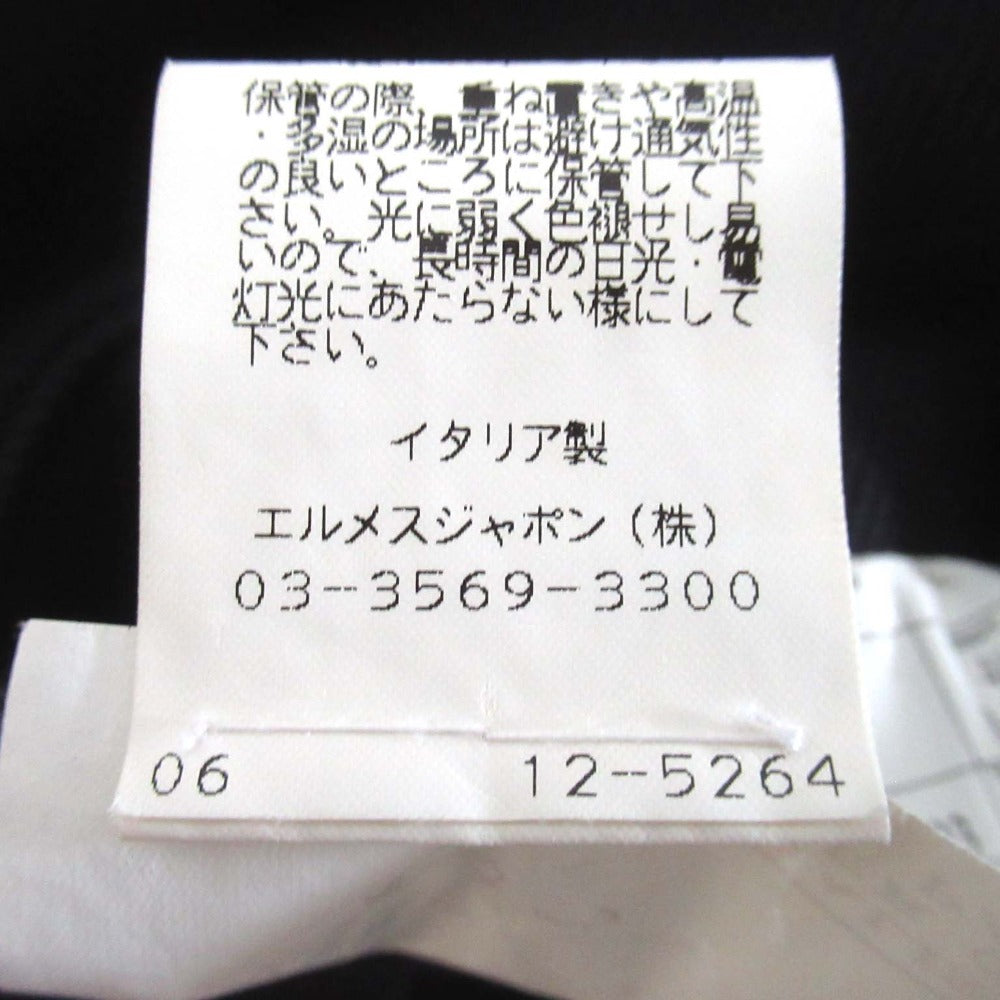 保管の際、重ね置きや高温
・多湿の場所は避け通気性
の良いところに保管して下
さい。光に弱く色褪せし易
いので、長時間の日光・電
灯光にあたらない様にして
下さい。
イタリア製
エルメスジャポン(株)
03-3569-3300
06 12-5264